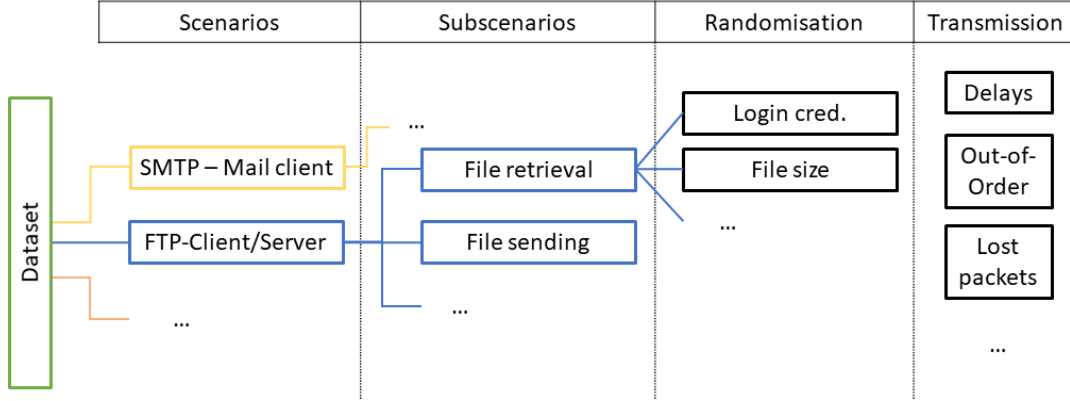 Scenarios
Subscenarios
Randomisation
Transmission
Dataset
SMTP – Mail client
FTP-Client/Server
...
...
File retrieval
File sending
...
Login cred.
File size
...
Delays
Out-of-
Order
Lost
packets
...